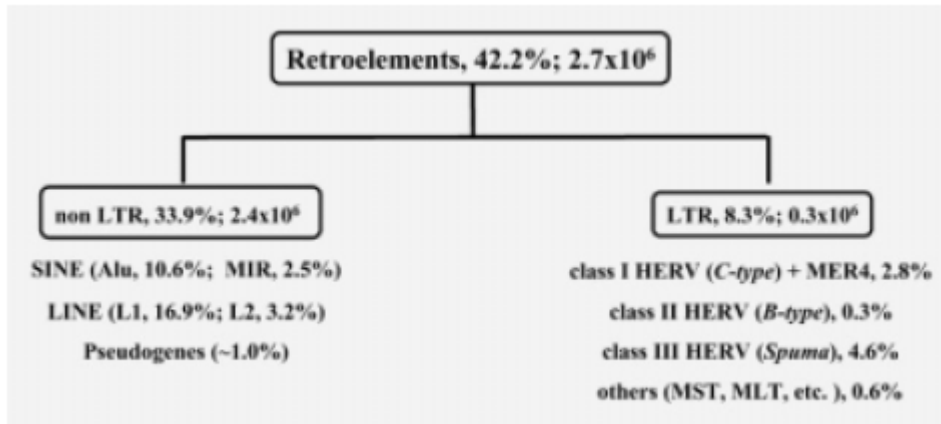 Retroelements, 42.2%; 2.7x10⁶
non LTR, 33.9%; 2.4x10⁶
SINE (Alu, 10.6%; MIR, 2.5%)
LINE (L1, 16.9%; L2, 3.2%)
Pseudogenes (~1.0%)
LTR, 8.3%; 0.3x10⁶
class I HERV (C-type) + MER4, 2.8%
class II HERV (B-type), 0.3%
class III HERV (Spuma), 4.6%
others (MST, MLT, etc. ), 0.6%